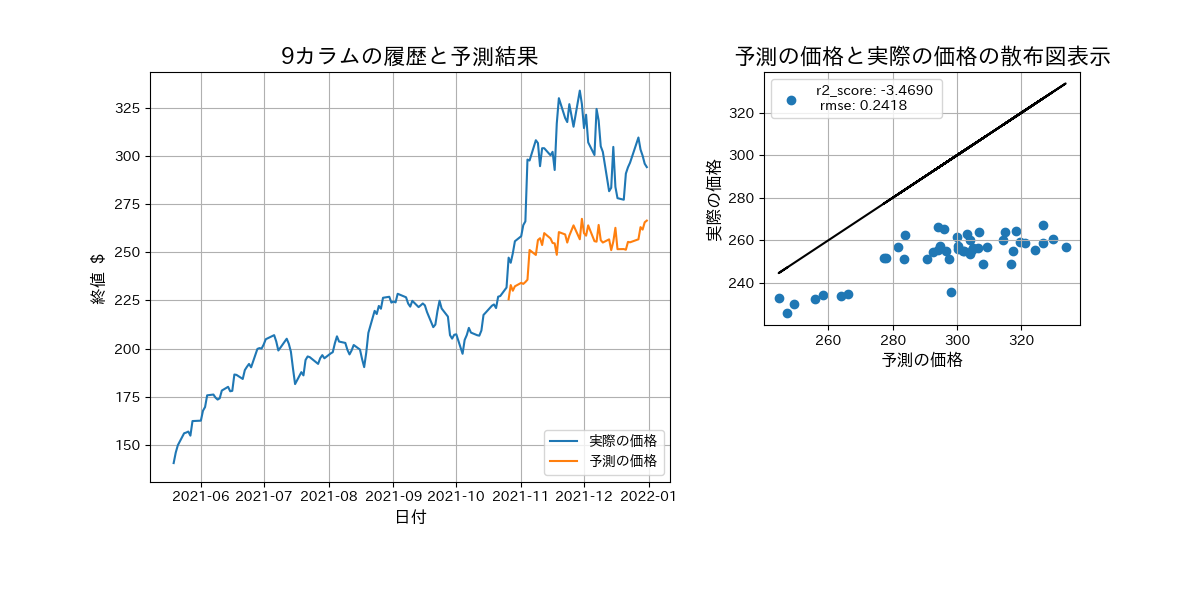 9カラムの履歴と予測結果
終値 $
325
300
275
250
225
200
175
150
2021-06 2021-07 2021-08 2021-09 2021-10 2021-11 2021-12 2022-01
日付
実際の価格
予測の価格
予測の価格と実際の価格の散布図表示
実際の価格
320
300
280
260
240
r2_score: -3.4690
rmse: 0.2418
260 280 300 320
予測の価格